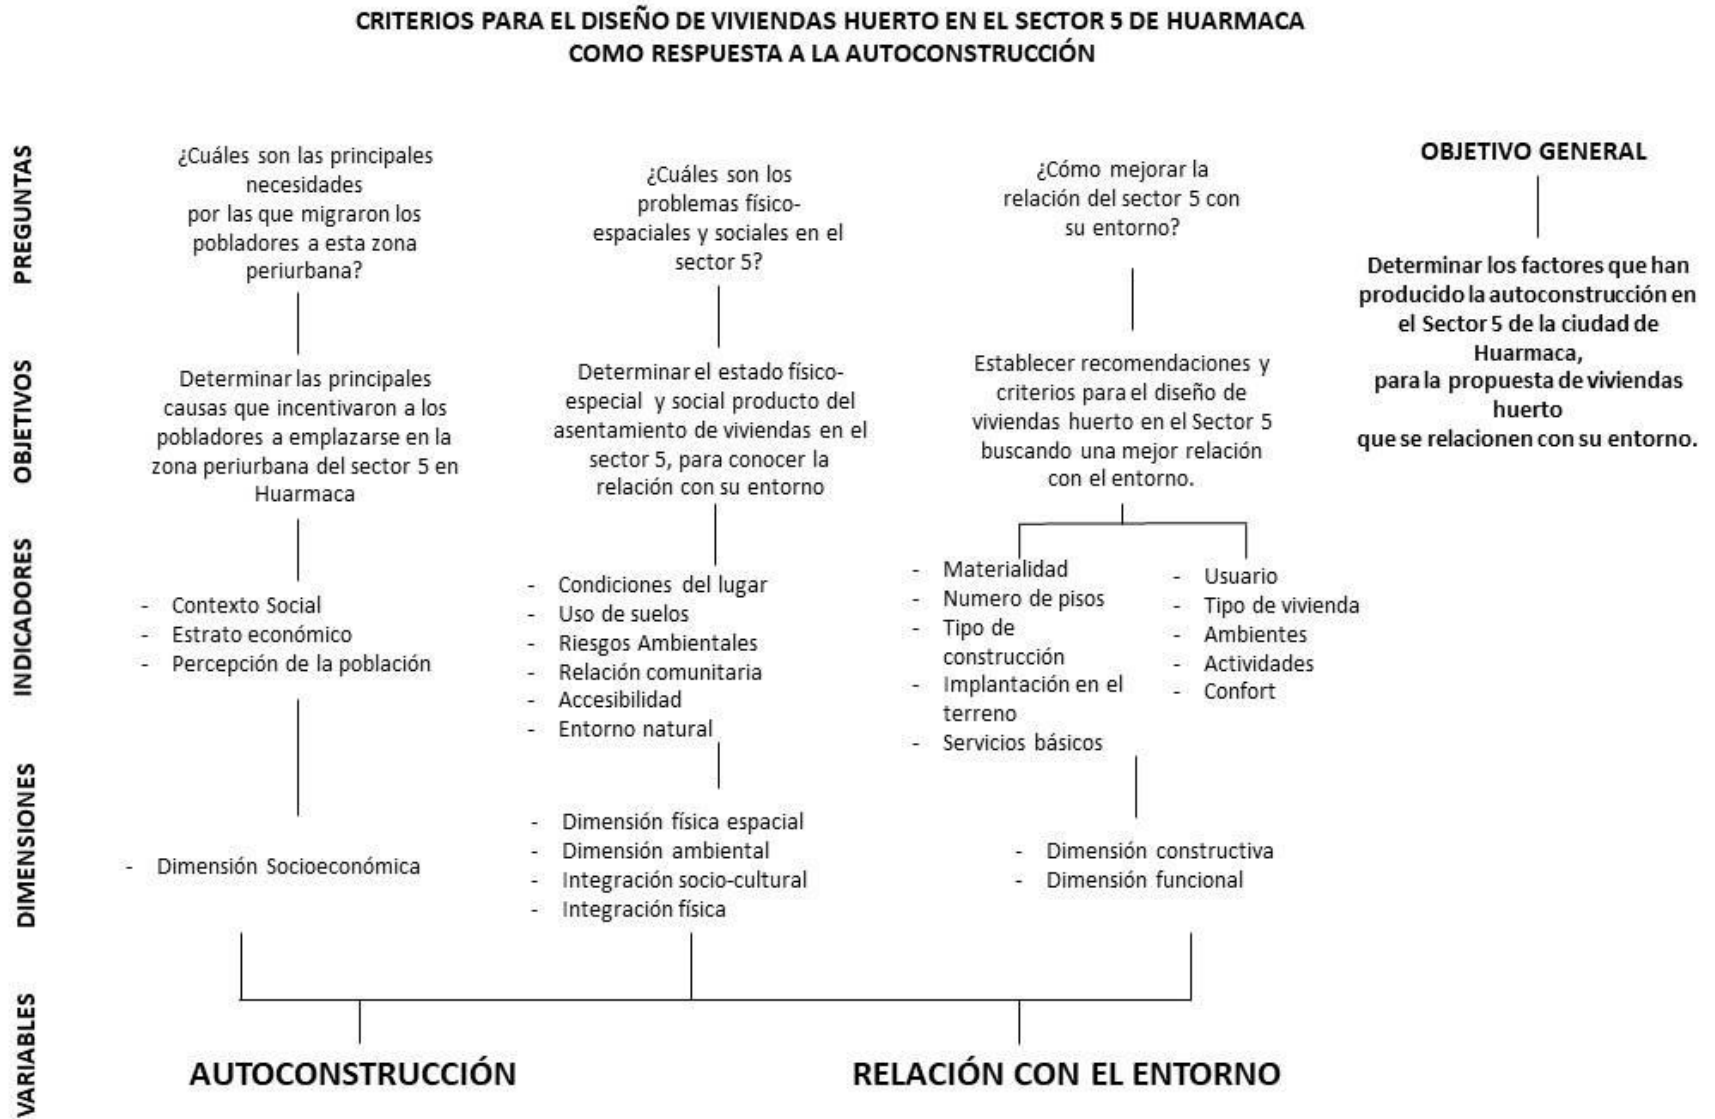 CRITERIOS PARA EL DISEÑO DE VIVIENDAS HUERTO EN EL SECTOR 5 DE HUARMACA
COMO RESPUESTA A LA AUTOCONSTRUCCIÓN
PREGUNTAS
¿Cuáles son las principales
necesidades
por las que migraron los
pobladores a esta zona
periurbana?
¿Cuáles son los
problemas físico-
espaciales y sociales en el
sector 5?
¿Cómo mejorar la
relación del sector 5 con
su entorno?
OBJETIVO GENERAL
Determinar los factores que han
producido la autoconstrucción en
el Sector 5 de la ciudad de
Huarmaca,
para la propuesta de viviendas
huerto
que se relacionen con su entorno.
OBJETIVOS
Determinar las principales
causas que incentivaron a los
pobladores a emplazarse en la
zona periurbana del sector 5 en
Huarmaca
Determinar el estado físico-
especial y social producto del
asentamiento de viviendas en el
sector 5, para conocer la
relación con su entorno
Establecer recomendaciones y
criterios para el diseño de
viviendas huerto en el Sector 5
buscando una mejor relación
con el entorno.
INDICADORES
- Contexto Social
- Estrato económico
- Percepción de la población
- Condiciones del lugar
- Uso de suelos
- Riesgos Ambientales
- Relación comunitaria
- Accesibilidad
- Entorno natural
- Materialidad
- Numero de pisos
- Tipo de
construcción
- Implantación en el
terreno
- Servicios básicos
- Usuario
- Tipo de vivienda
- Ambientes
- Actividades
- Confort
DIMENSIONES
- Dimensión Socioeconómica
- Dimensión física espacial
- Dimensión ambiental
- Integración socio-cultural
- Integración física
- Dimensión constructiva
- Dimensión funcional
VARIABLES
AUTOCONSTRUCCIÓN
RELACIÓN CON EL ENTORNO